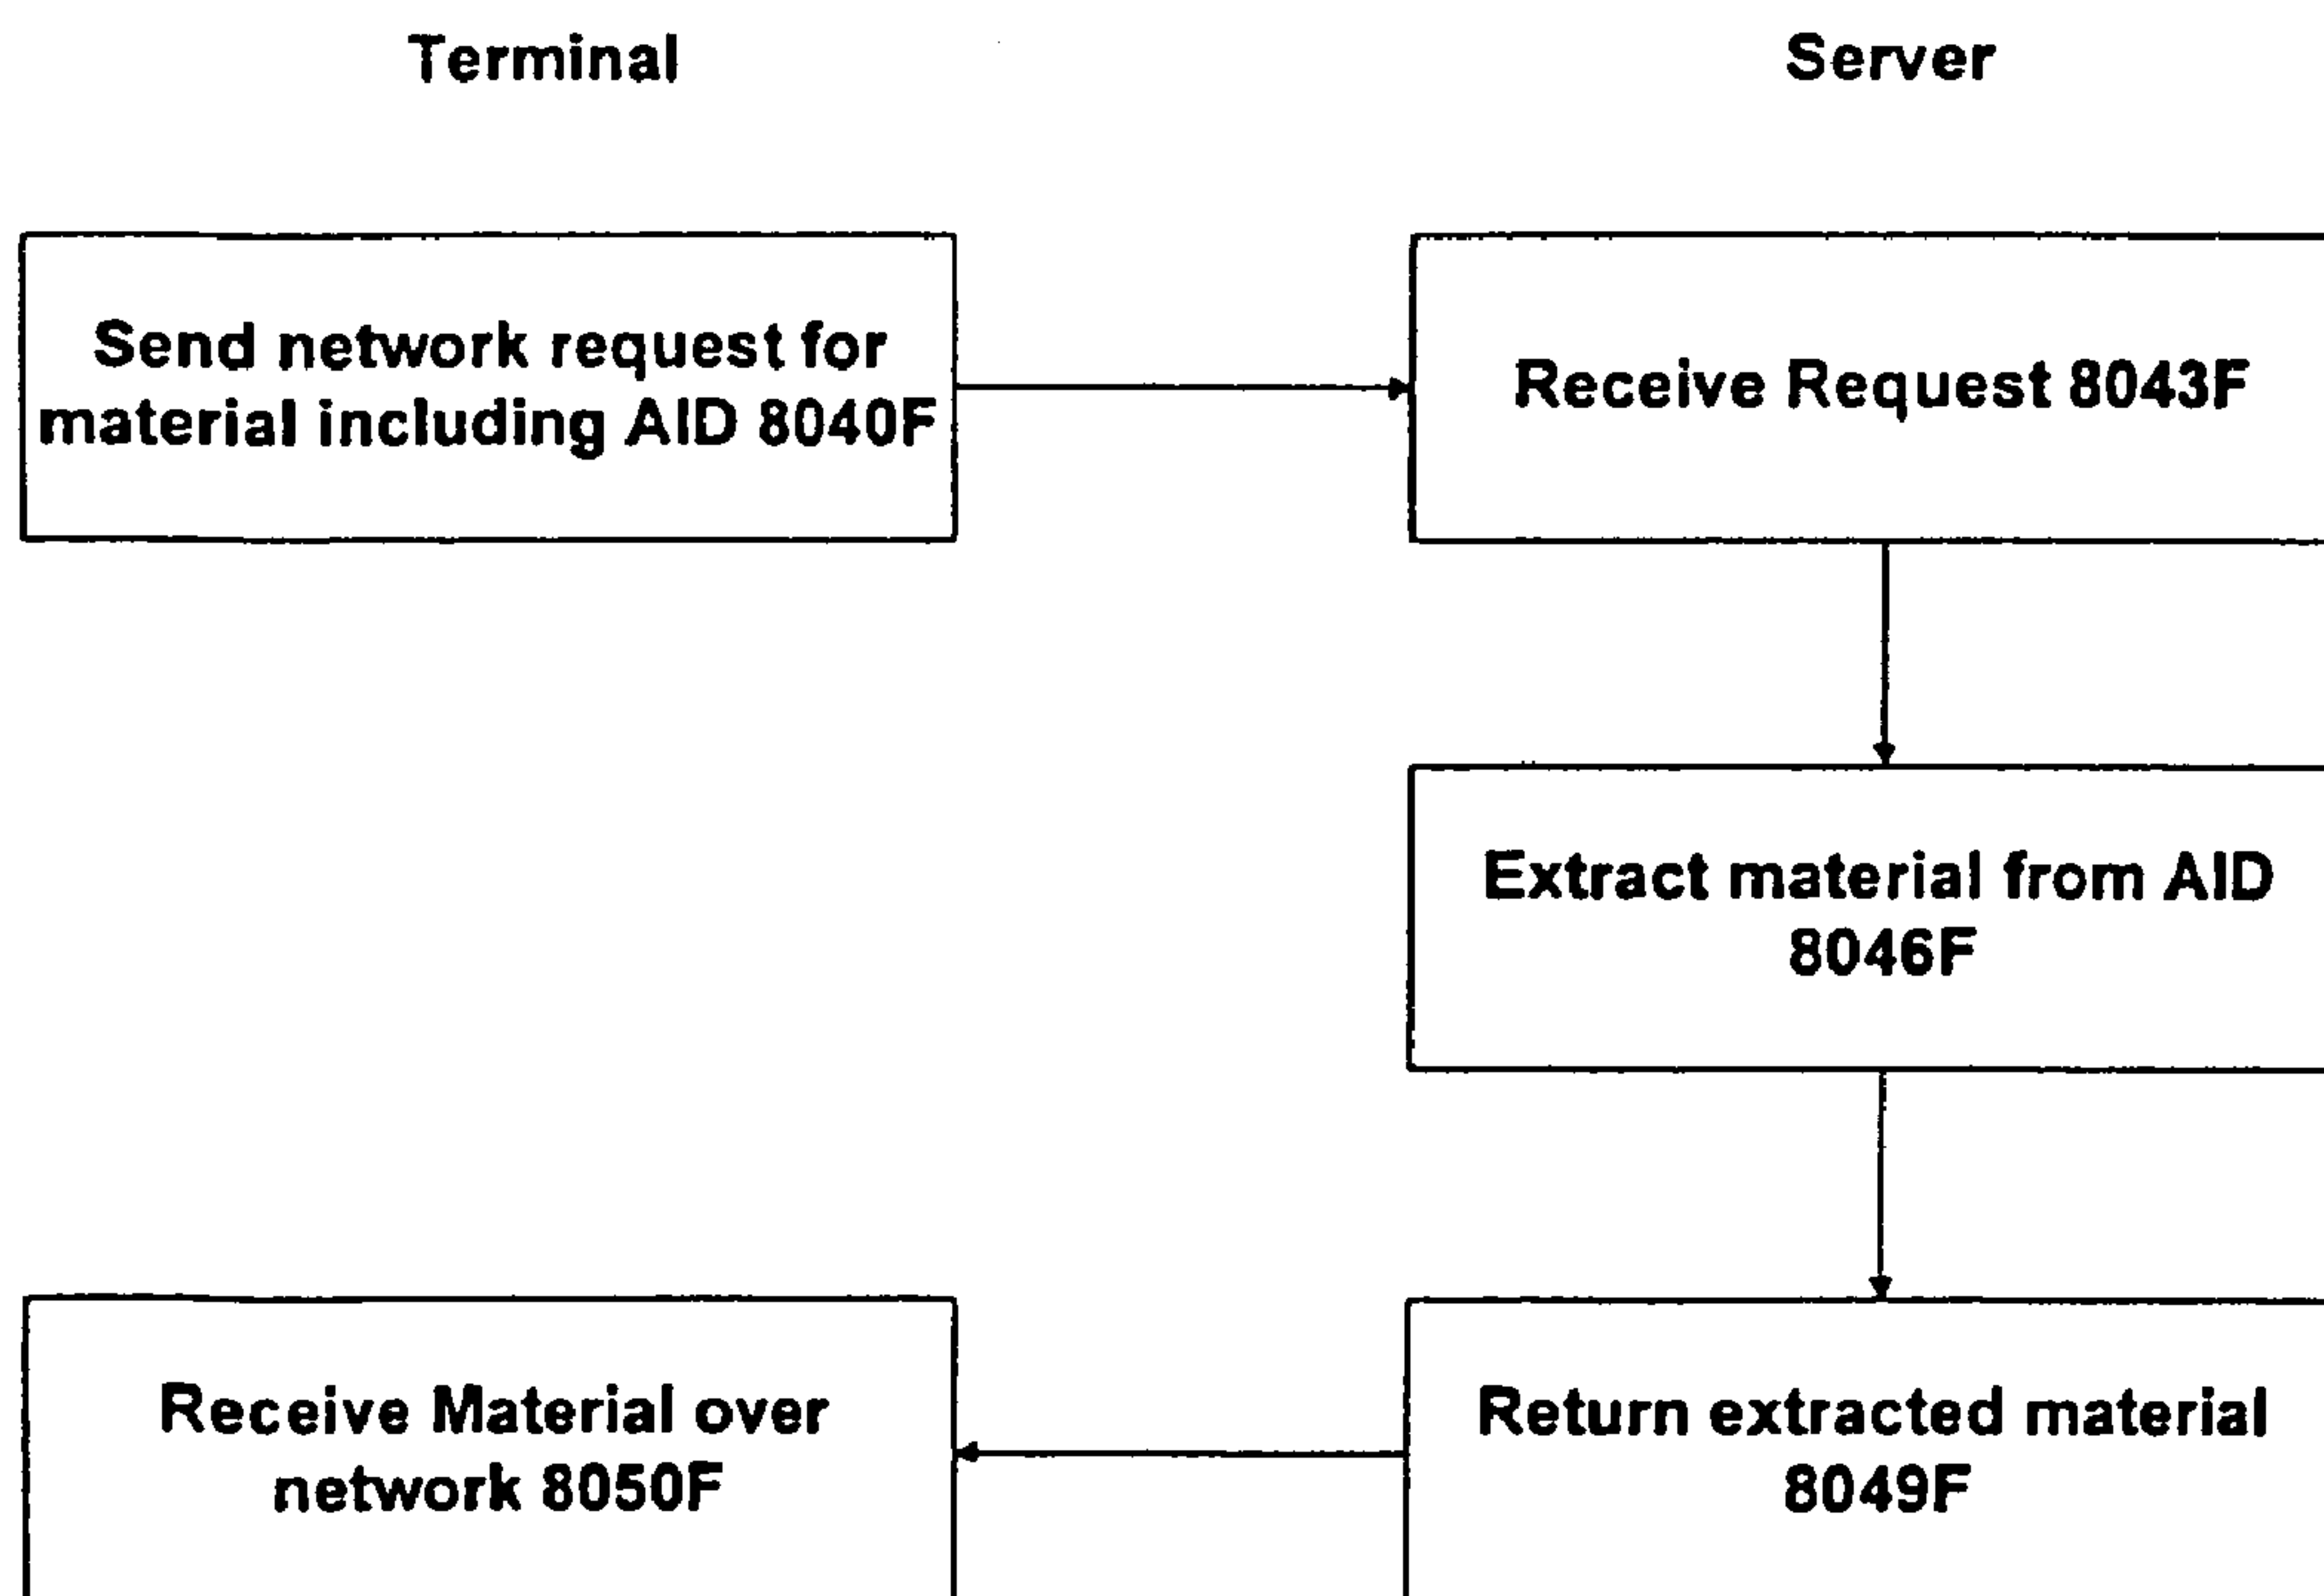 Terminal
Server
Send network request for
material including AID 8040F
Receive Request 8043F
Extract material from AID
8046F
Receive Material over
network 8050F
Return extracted material
8049F